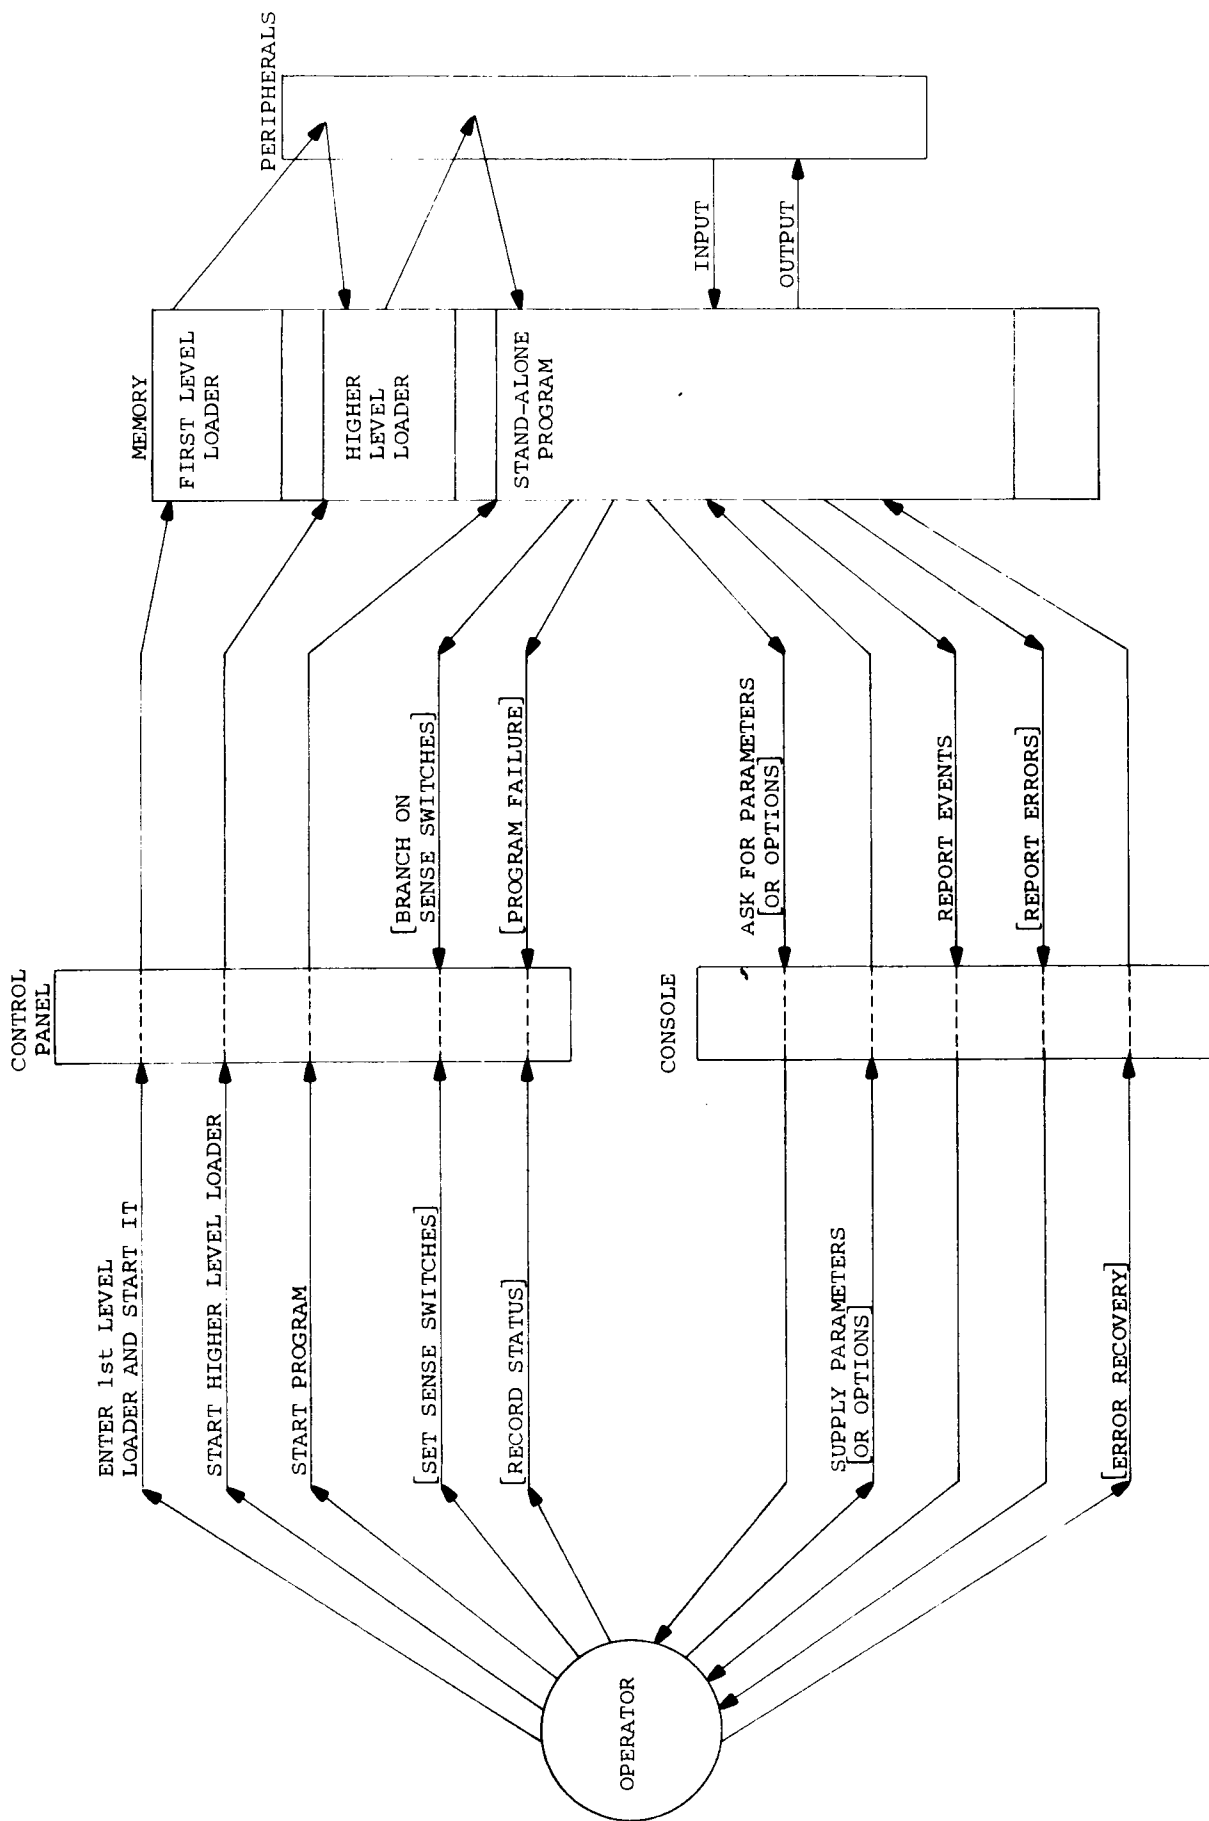 CONTROL
PANEL
MEMORY
PERIPHERALS
ENTER 1st LEVEL
LOADER AND START IT
START HIGHER LEVEL LOADER
START PROGRAM
[SET SENSE SWITCHES]
[RECORD STATUS]
[BRANCH ON
SENSE SWITCHES]
[PROGRAM FAILURE]
FIRST LEVEL
LOADER
HIGHER
LEVEL
LOADER
STAND-ALONE
PROGRAM
INPUT
OUTPUT
OPERATOR
CONSOLE
ASK FOR PARAMETERS
[OR OPTIONS]
SUPPLY PARAMETERS
[OR OPTIONS]
REPORT EVENTS
[REPORT ERRORS]
[ERROR RECOVERY]